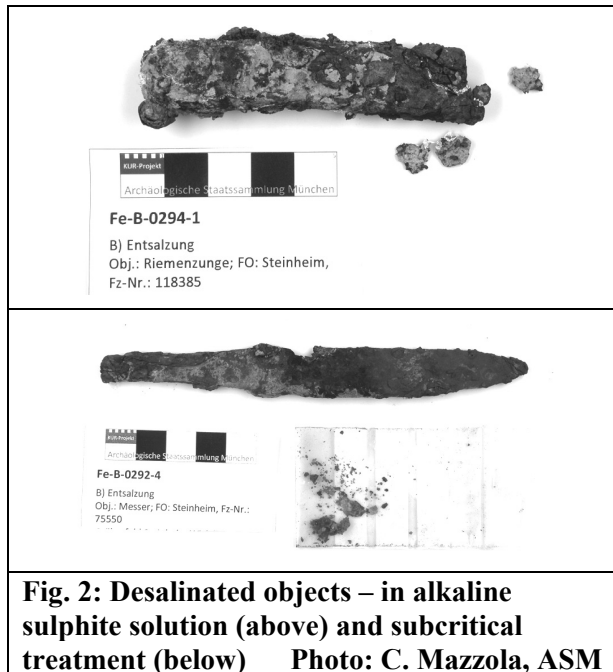 KLIR-Projekt
Archäologische Staatssammlung München
Fe-B-0294-1
B) Entsalzung
Obj.: Riemenzunge; FO: Steinheim,
Fz-Nr.: 118385
KUR-Projekt
Archäologische Staatssammlung München
Fe-B-0292-4
B) Entsalzung
Obj.: Messer; FO: Steinheim, Fz-Nr.:
75550
Fig. 2: Desalinated objects – in alkaline
sulphite solution (above) and subcritical
treatment (below) Photo: C. Mazzola, ASM